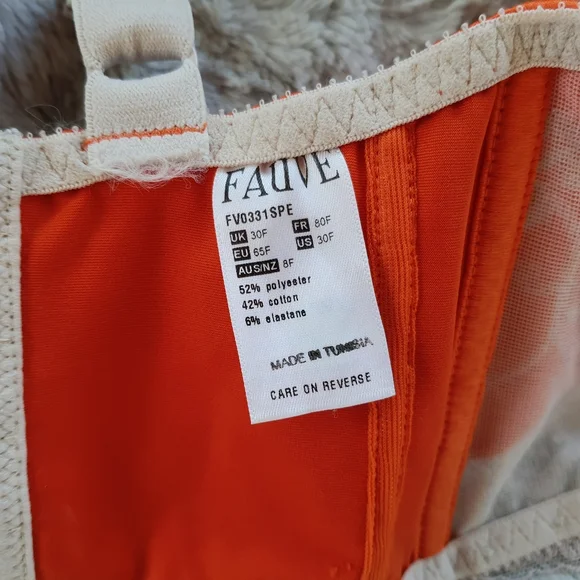 FAUVE
FV0331SPE
UK 30F FR 80F
EU 65F US 30F
AUS/NZ 8F
52% polyester
42% cotton
6% elastane
MADE IN TUNISIA
CARE ON REVERSE